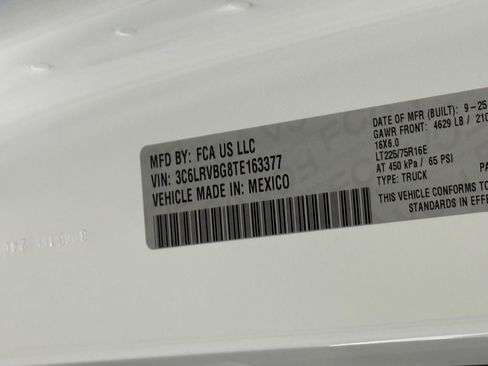 MFD BY: FCA US LLC
VIN: 3C6LRVBG8TE163377
VEHICLE MADE IN: MEXICO
DATE OF MFR (BUILT): 9-25
GAWR FRONT: 4629 LB / 210
16X6.0
LT225/75R16E
AT 450 kPa / 65 PSI
TYPE: TRUCK
THIS VEHICLE CONFORMS TO
STANDARDS IN EFFE